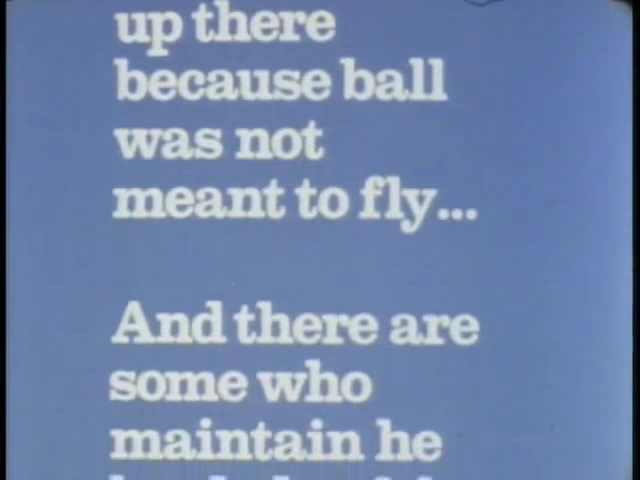 up there
because ball
was not
meant to fly...
And there are
some who
maintain he